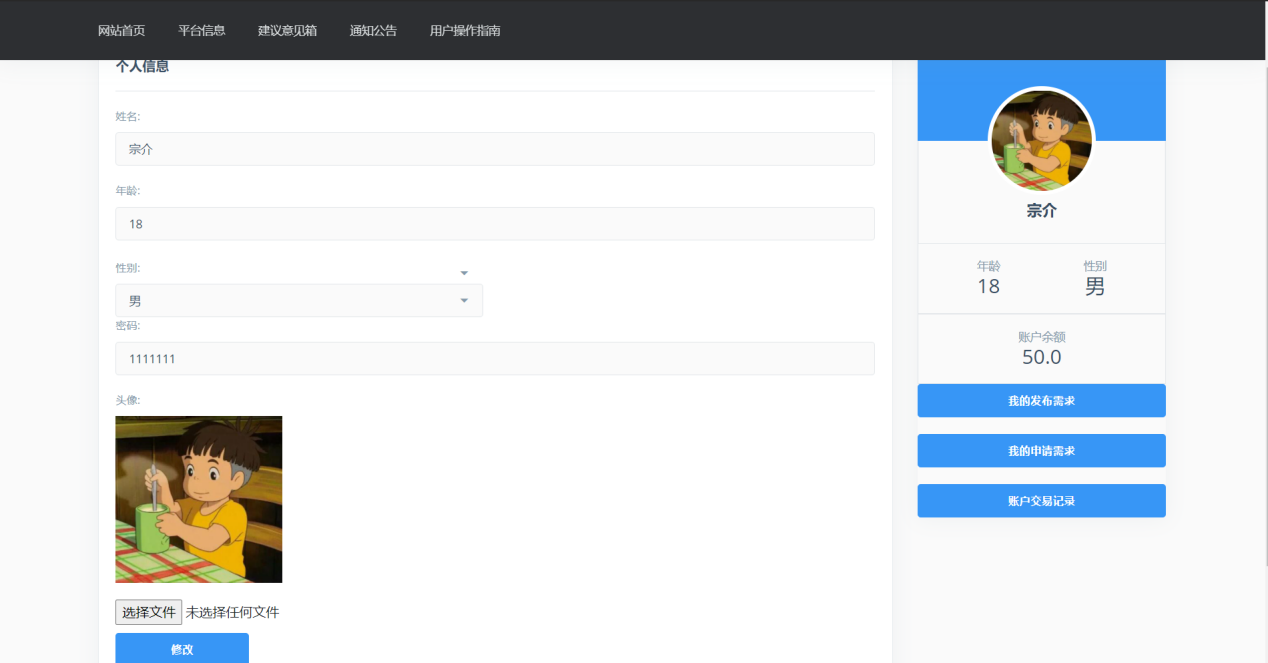 网站首页 平台信息 建议意见箱 通知公告 用户操作指南
个人信息
姓名:
宗介
年龄:
18
性别:
男
密码:
1111111
头像:
选择文件 未选择任何文件
修改
宗介
年龄 性别
18 男
账户余额
50.0
我的发布需求
我的申请需求
账户交易记录